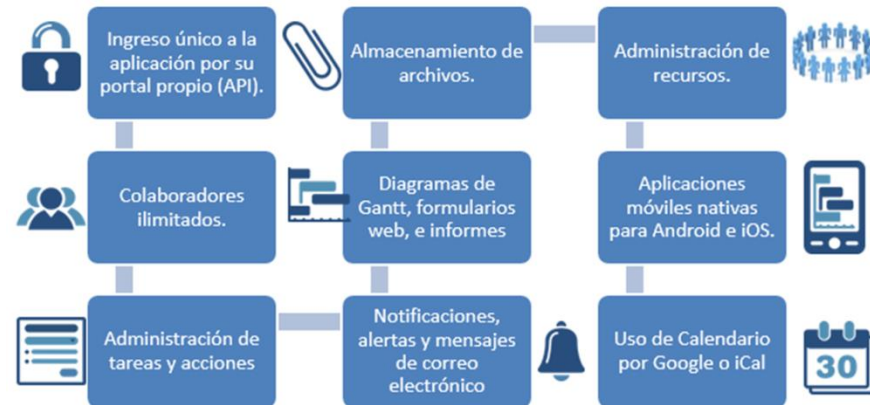 Ingreso único a la
aplicación por su
portal propio (API).
Almacenamiento de
archivos.
Administración de
recursos.
Colaboradores
ilimitados.
Diagramas de
Gantt, formularios
web, e informes
Aplicaciones
móviles nativas
para Android e iOS.
Administración de
tareas y acciones
Notificaciones,
alertas y mensajes
de correo
electrónico
Uso de Calendario
por Google o iCal
30